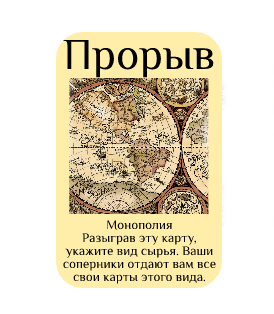 Прорыв
Монополия
Разыграв эту карту,
укажите вид сырья. Ваши
соперники отдают вам все
свои карты этого вида.